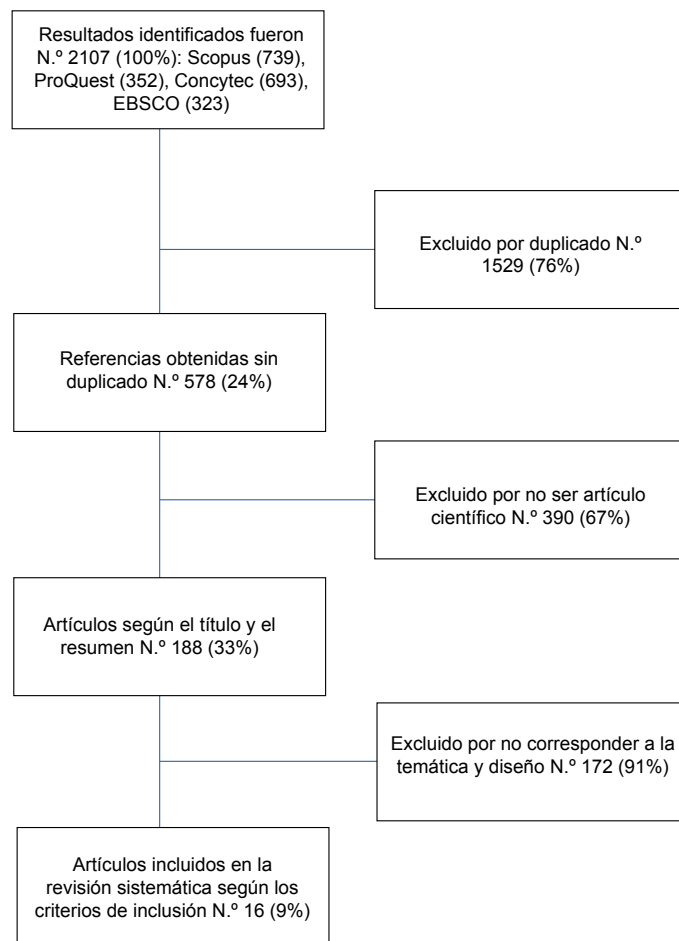 Resultados identificados fueron
N.º 2107 (100%): Scopus (739),
ProQuest (352), Concytec (693),
EBSCO (323)
Excluido por duplicado N.º
1529 (76%)
Referencias obtenidas sin
duplicado N.º 578 (24%)
Excluido por no ser artículo
científico N.º 390 (67%)
Artículos según el título y el
resumen N.º 188 (33%)
Excluido por no corresponder a la
temática y diseño N.º 172 (91%)
Artículos incluidos en la
revisión sistemática según los
criterios de inclusión N.º 16 (9%)